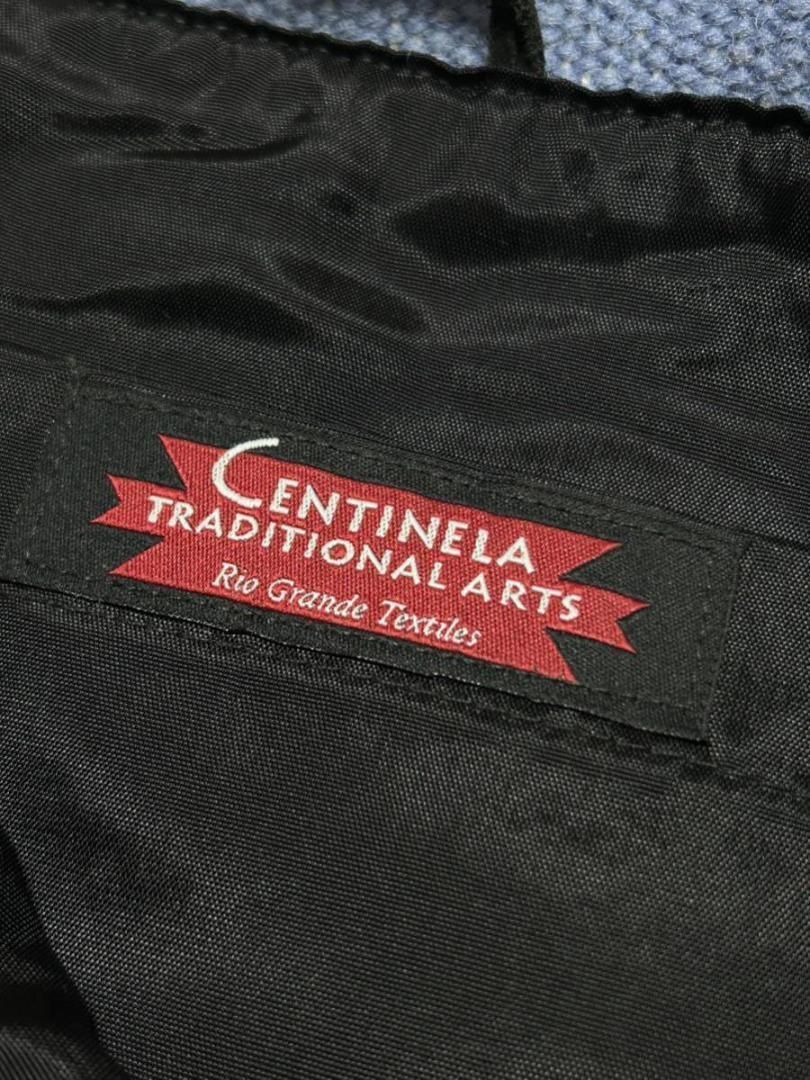 CENTINELA
TRADITIONAL ARTS
Rio Grande Textiles